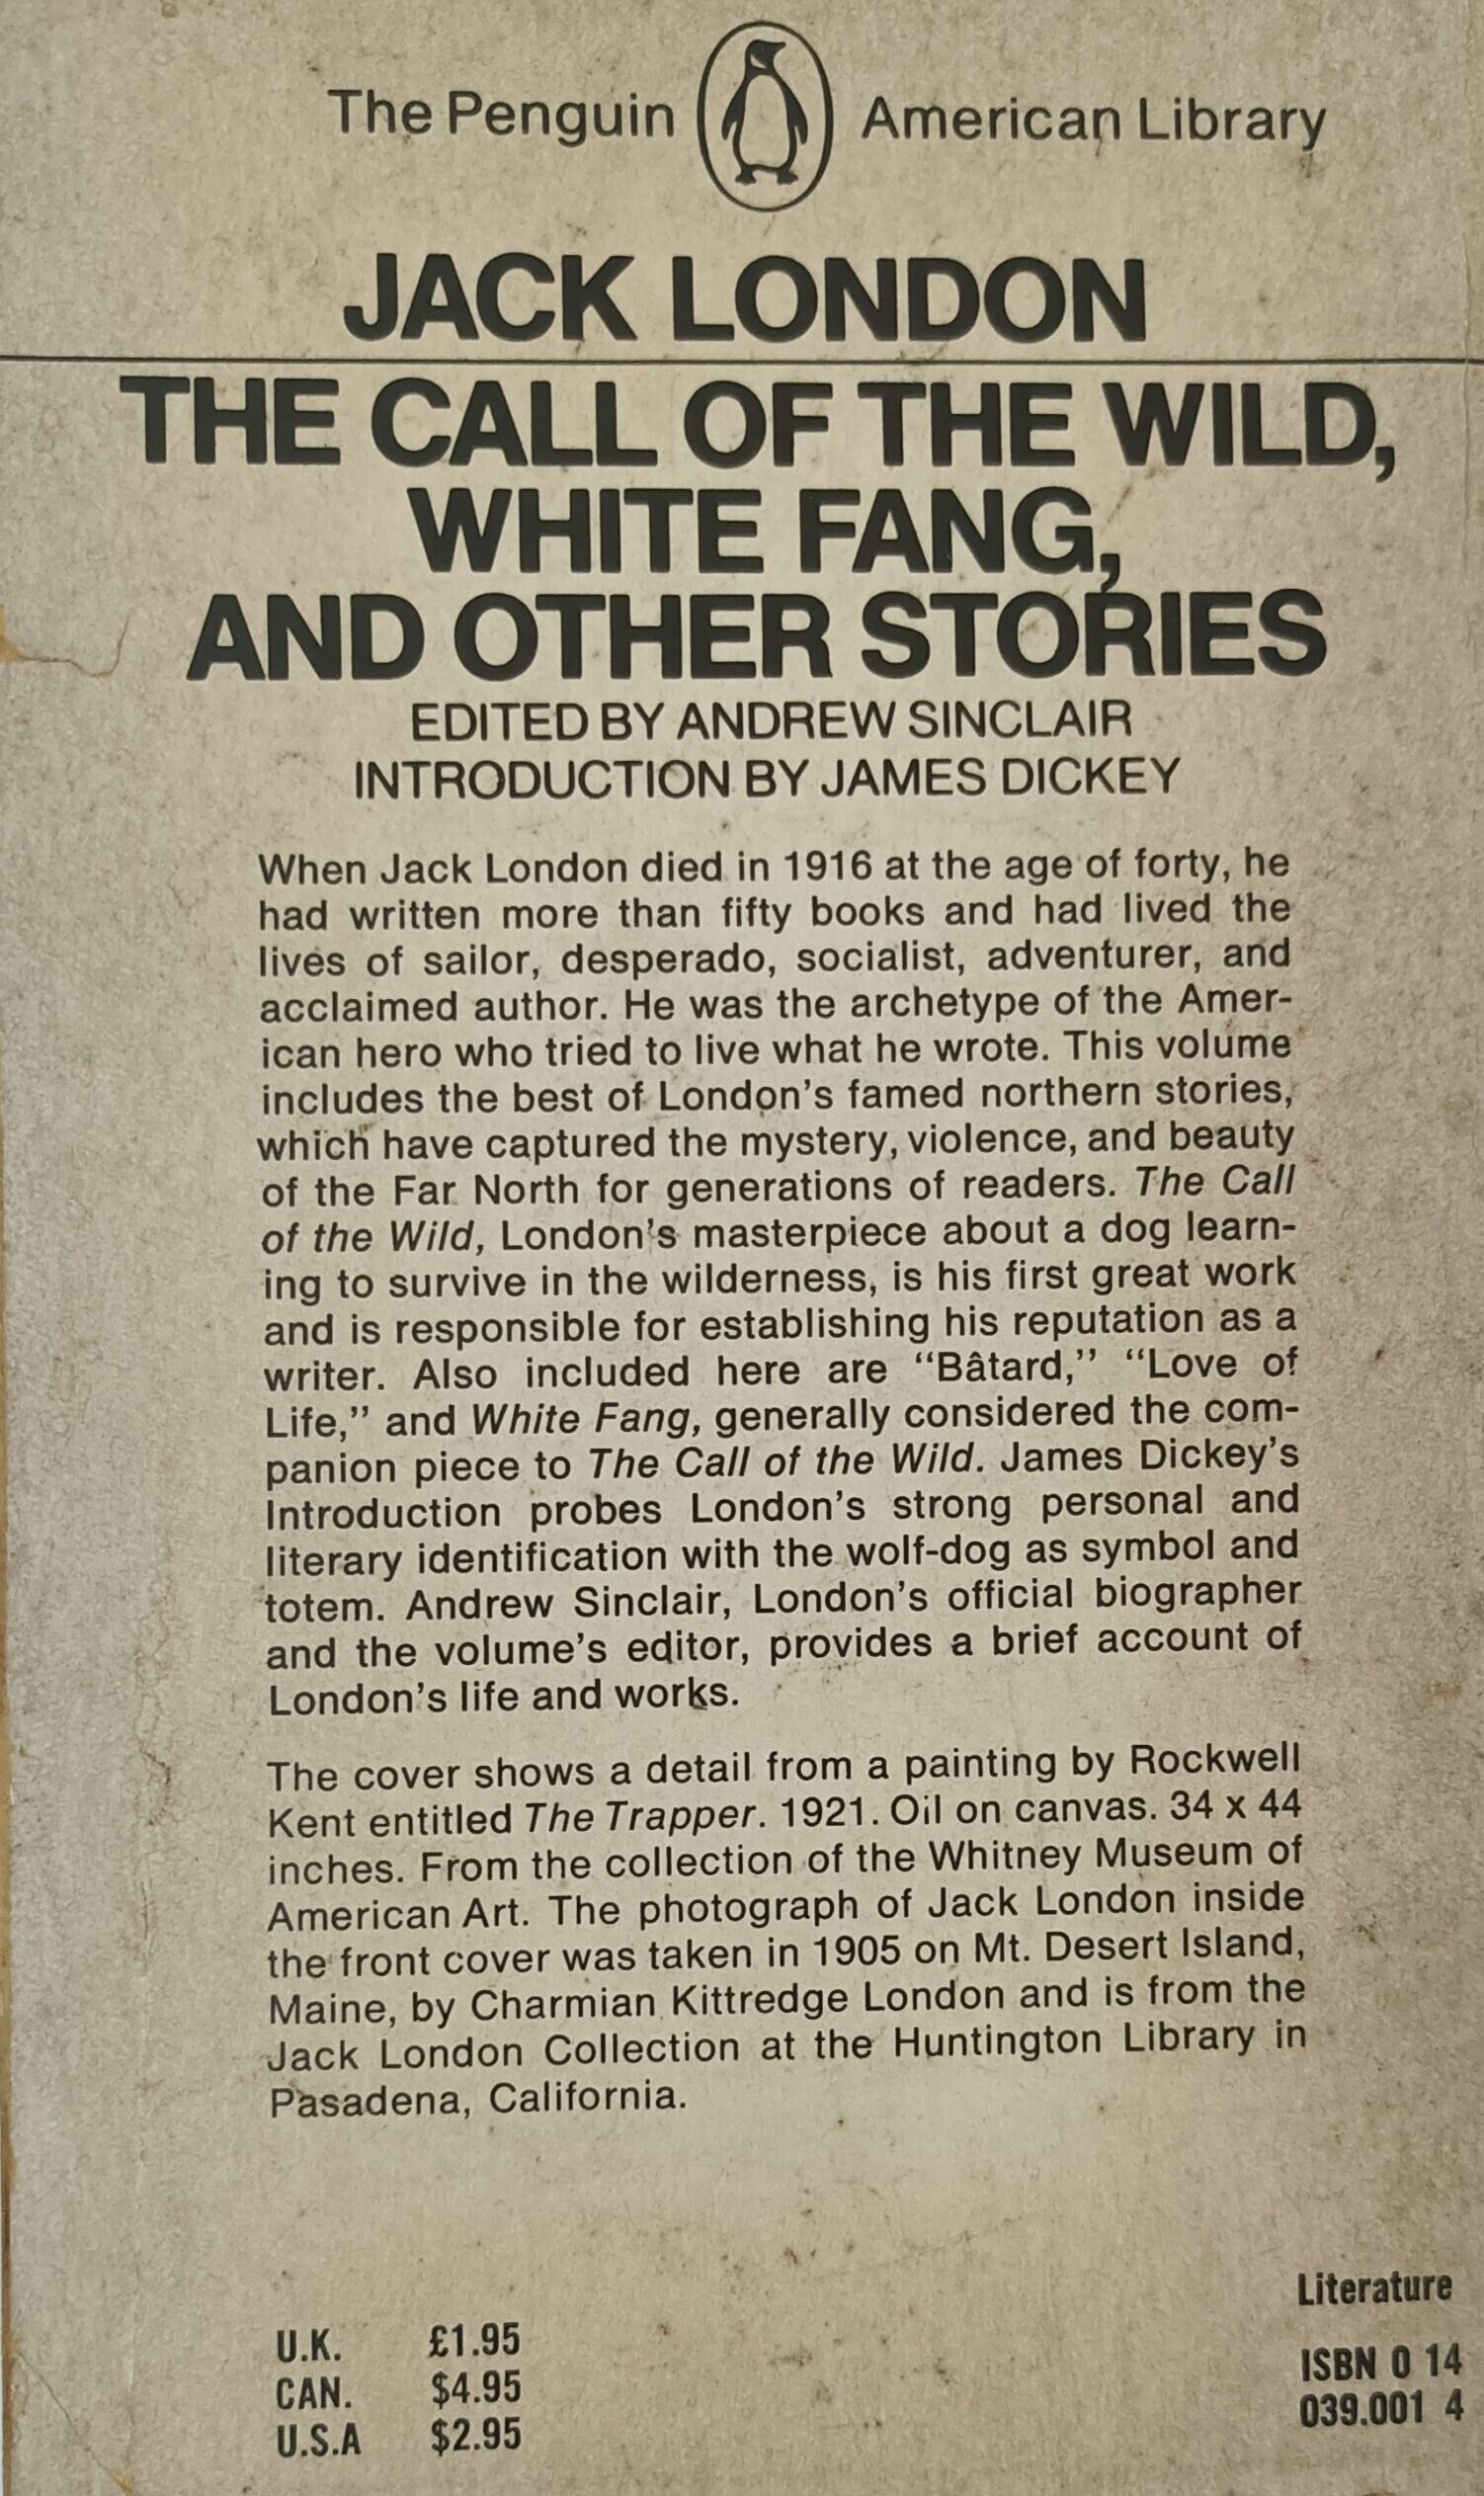 The Penguin American Library
JACK LONDON
THE CALL OF THE WILD,
WHITE FANG,
AND OTHER STORIES
EDITED BY ANDREW SINCLAIR
INTRODUCTION BY JAMES DICKEY
When Jack London died in 1916 at the age of forty, he
had written more than fifty books and had lived the
lives of sailor, desperado, socialist, adventurer, and
acclaimed author. He was the archetype of the Amer-
ican hero who tried to live what he wrote. This volume
includes the best of London's famed northern stories,
which have captured the mystery, violence, and beauty
of the Far North for generations of readers. The Call
of the Wild, London's masterpiece about a dog learn-
ing to survive in the wilderness, is his first great work
and is responsible for establishing his reputation as a
writer. Also included here are "Bâtard," "Love of
Life," and White Fang, generally considered the com-
panion piece to The Call of the Wild. James Dickey's
Introduction probes London's strong personal and
literary identification with the wolf-dog as symbol and
totem. Andrew Sinclair, London's official biographer
and the volume's editor, provides a brief account of
London's life and works.
The cover shows a detail from a painting by Rockwell
Kent entitled The Trapper. 1921. Oil on canvas. 34 x 44
inches. From the collection of the Whitney Museum of
American Art. The photograph of Jack London inside
the front cover was taken in 1905 on Mt. Desert Island,
Maine, by Charmian Kittredge London and is from the
Jack London Collection at the Huntington Library in
Pasadena, California.
U.K. £1.95
CAN. $4.95
U.S.A $2.95
Literature
ISBN 0 14
039.001 4